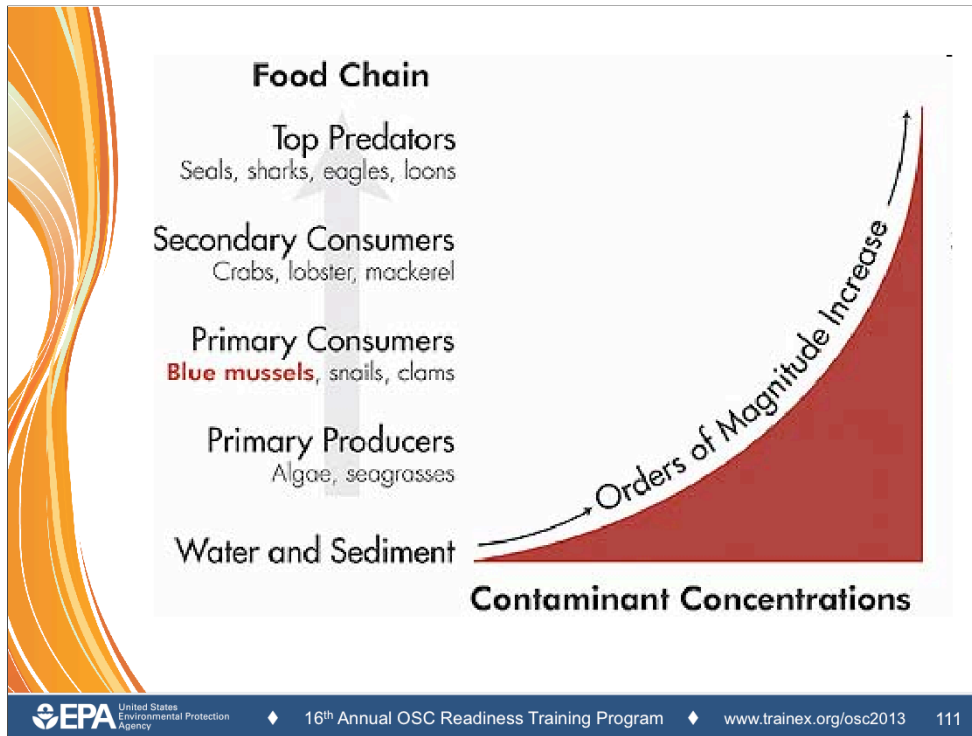 Food Chain
Top Predators
Seals, sharks, eagles, loons
Secondary Consumers
Crabs, lobster, mackerel
Primary Consumers
Blue mussels, snails, clams
Primary Producers
Algae, seagrasses
Water and Sediment
Orders of Magnitude Increase
Contaminant Concentrations
EPA
United States
Environmental Protection
Agency
♦ 16th Annual OSC Readiness Training Program ♦ www.trainex.org/osc2013 111